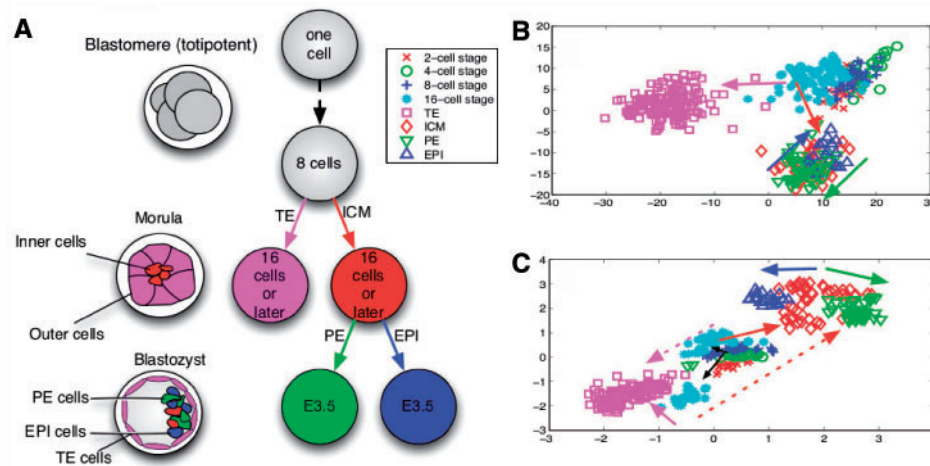 A
Blastomere (totipotent)
one
cell
8 cells
TE
ICM
Morula
Inner cells
Outer cells
16
cells
or
later
16
cells
or
later
PE
EPI
Blastozyst
PE cells
EPI cells
TE cells
E3.5
E3.5
2-cell stage
4-cell stage
8-cell stage
16-cell stage
TE
ICM
PE
EPI
B
20
15
10
5
0
-5
-10
-15
-20
-40
-30
-20
-10
0
10
20
30
C
4
3
2
1
0
-1
-2
-3
-3
-2
-1
0
1
2
3